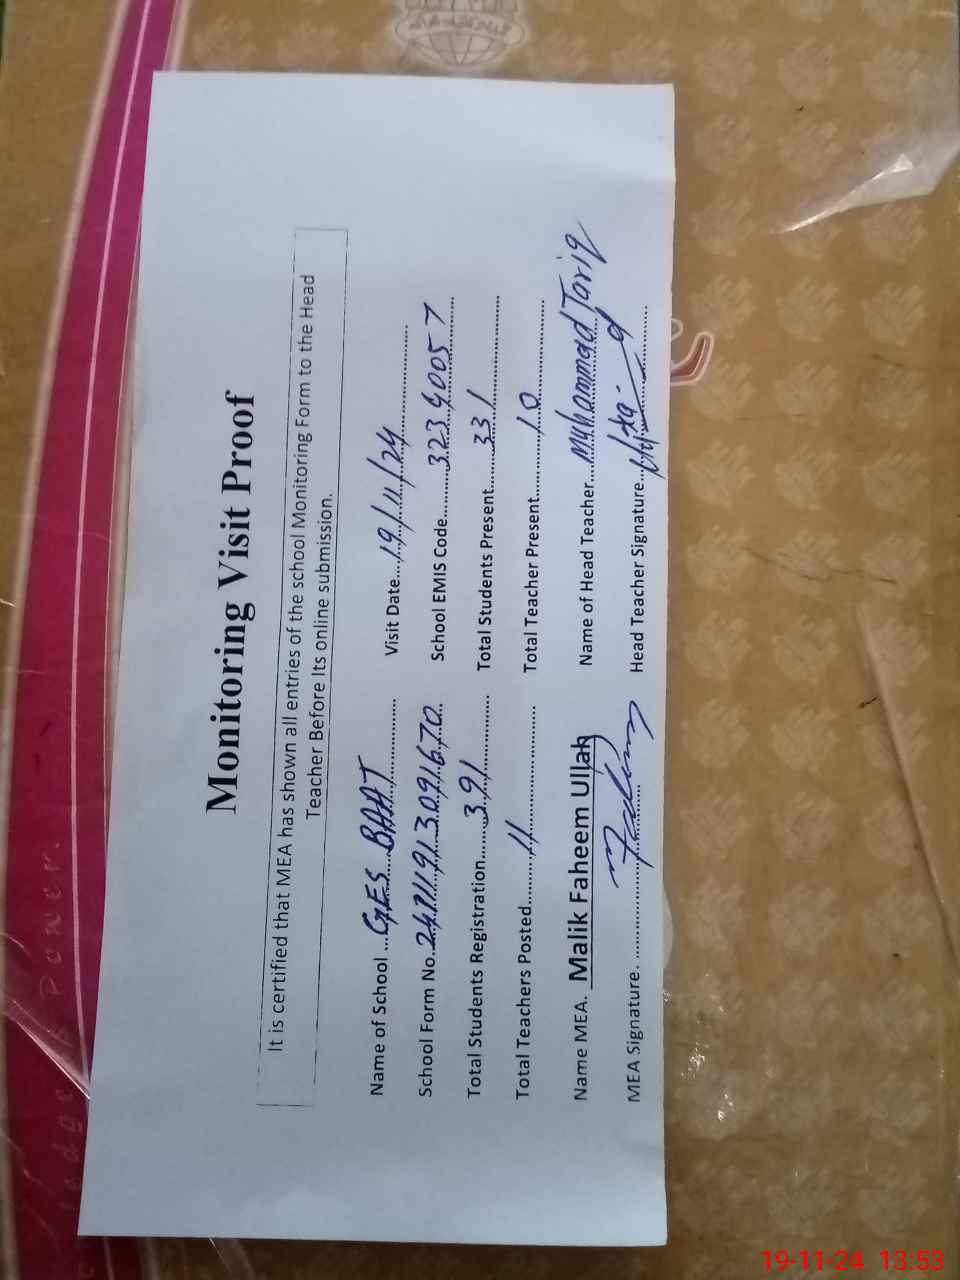 Monitoring Visit Proof
It is certified that MEA has shown all entries of the school Monitoring Form to the Head
Teacher Before Its online submission.
Name of School ...GES BAAT.......... Visit Date....19/11/24..........
School Form No..24111913091670... School EMIS Code..........32340057
Total Students Registration.......391.......... Total Students Present.......331..........
Total Teachers Posted.........11.......... Total Teacher Present..........10..........
Name MEA. Malik Faheem Ullah Name of Head Teacher....Muhammad Tariq
MEA Signature. .......... Head Teacher Signature..........
Power
19-11-24 13:53